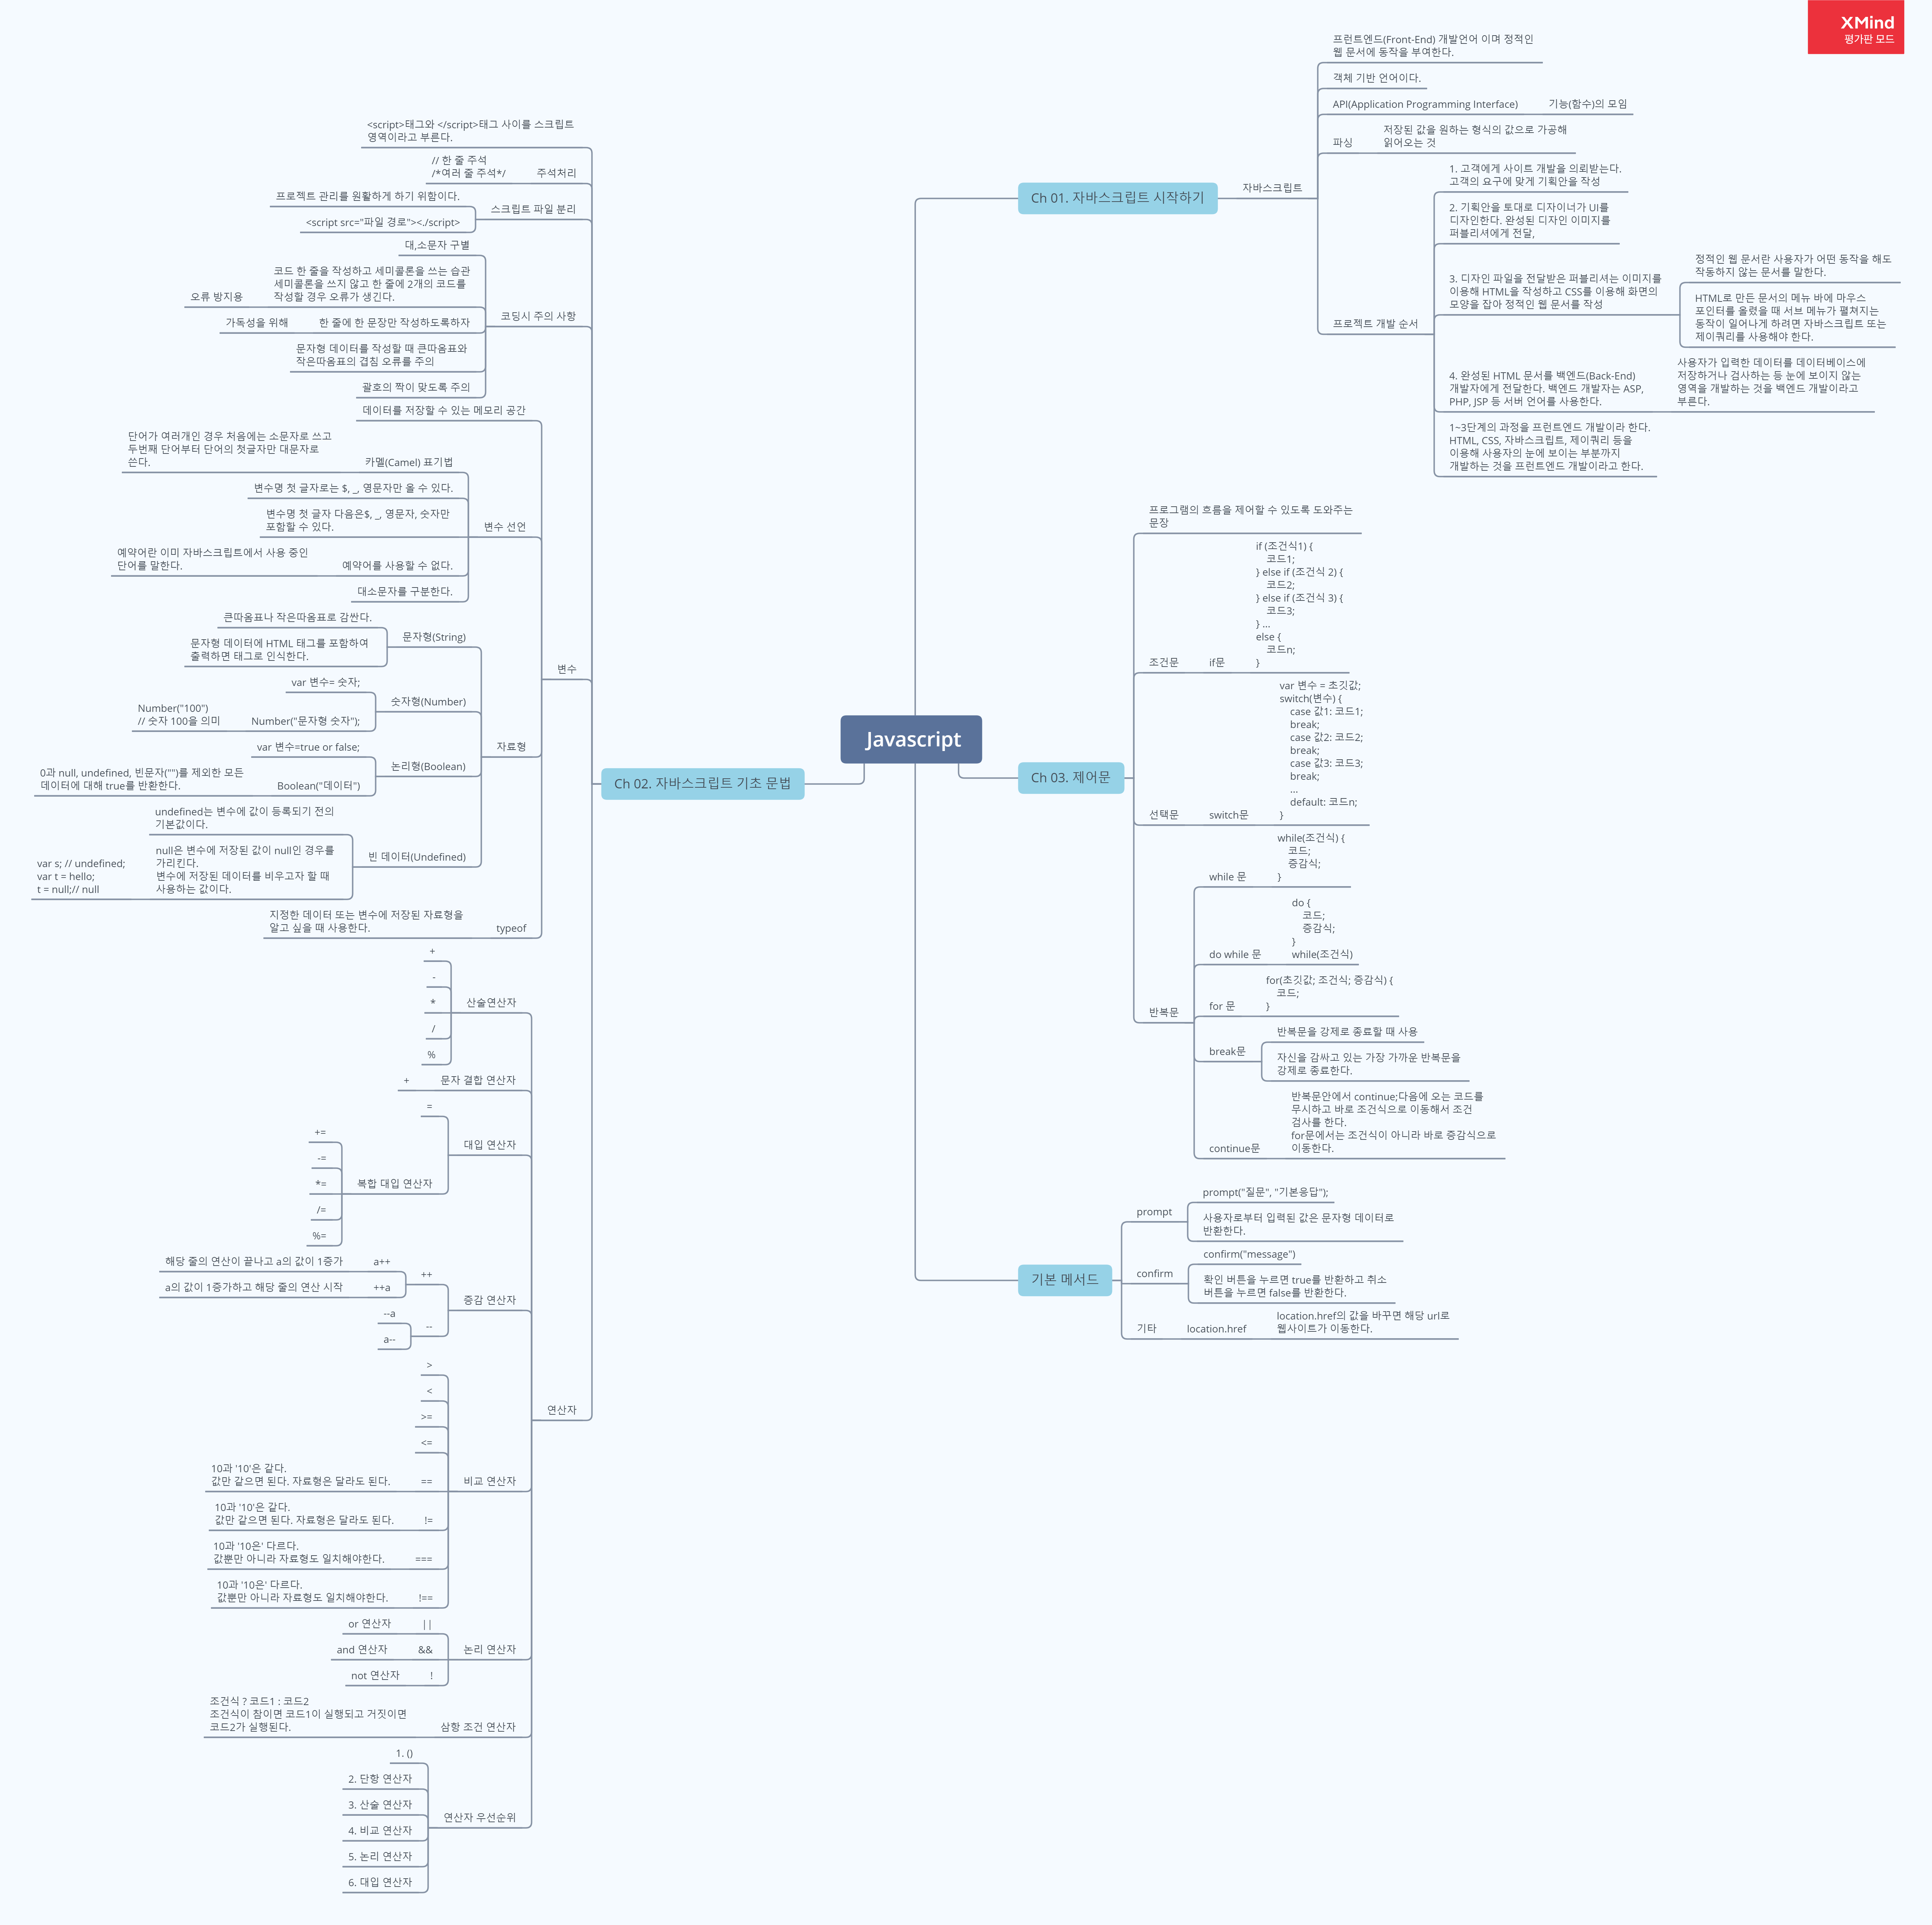 XMind
평가판 모드
Javascript
Ch 01. 자바스크립트 시작하기
자바스크립트
프런트엔드(Front-End) 개발언어 이며 정적인
웹 문서에 동작을 부여한다.
객체 기반 언어이다.
API(Application Programming Interface)
기능(함수)의 모임
파싱
저장된 값을 원하는 형식의 값으로 가공해
읽어오는 것
프로젝트 개발 순서
1. 고객에게 사이트 개발을 의뢰받는다.
고객의 요구에 맞게 기획안을 작성
2. 기획안을 토대로 디자이너가 UI를
디자인한다. 완성된 디자인 이미지를
퍼블리셔에게 전달,
3. 디자인 파일을 전달받은 퍼블리셔는 이미지를
이용해 HTML을 작성하고 CSS를 이용해 화면의
모양을 잡아 정적인 웹 문서를 작성
정적인 웹 문서란 사용자가 어떤 동작을 해도
작동하지 않는 문서를 말한다.
HTML로 만든 문서의 메뉴 바에 마우스
포인터를 올렸을 때 서브 메뉴가 펼쳐지는
동작이 일어나게 하려면 자바스크립트 또는
제이쿼리를 사용해야 한다.
4. 완성된 HTML 문서를 백엔드(Back-End)
개발자에게 전달한다. 백엔드 개발자는 ASP,
PHP, JSP 등 서버 언어를 사용한다.
사용자가 입력한 데이터를 데이터베이스에
저장하거나 검사하는 등 눈에 보이지 않는
영역을 개발하는 것을 백엔드 개발이라고
부른다.
1~3단계의 과정을 프런트엔드 개발이라 한다.
HTML, CSS, 자바스크립트, 제이쿼리 등을
이용해 사용자의 눈에 보이는 부분까지
개발하는 것을 프런트엔드 개발이라고 한다.
Ch 02. 자바스크립트 기초 문법
<script>태그와 </script>태그 사이를 스크립트
영역이라고 부른다.
주석처리
// 한 줄 주석
/*여러 줄 주석*/
스크립트 파일 분리
프로젝트 관리를 원활하게 하기 위함이다.
<script src="파일 경로"><./script>
코딩시 주의 사항
대,소문자 구별
코드 한 줄을 작성하고 세미콜론을 쓰는 습관
세미콜론을 쓰지 않고 한 줄에 2개의 코드를
작성할 경우 오류가 생긴다.
오류 방지용
한 줄에 한 문장만 작성하도록하자
가독성을 위해
문자형 데이터를 작성할 때 큰따옴표와
작은따옴표의 겹침 오류를 주의
괄호의 짝이 맞도록 주의
변수
데이터를 저장할 수 있는 메모리 공간
변수 선언
카멜(Camel) 표기법
단어가 여러개인 경우 처음에는 소문자로 쓰고
두번째 단어부터 단어의 첫글자만 대문자로
쓴다.
변수명 첫 글자로는 $, _, 영문자만 올 수 있다.
변수명 첫 글자 다음은$, _, 영문자, 숫자만
포함할 수 있다.
예약어를 사용할 수 없다.
예약어란 이미 자바스크립트에서 사용 중인
단어를 말한다.
대소문자를 구분한다.
자료형
문자형(String)
큰따옴표나 작은따옴표로 감싼다.
문자형 데이터에 HTML 태그를 포함하여
출력하면 태그로 인식한다.
숫자형(Number)
var 변수= 숫자;
Number("문자형 숫자");
Number("100")
// 숫자 100을 의미
논리형(Boolean)
var 변수=true or false;
Boolean("데이터")
0과 null, undefined, 빈문자("")를 제외한 모든
데이터에 대해 true를 반환한다.
빈 데이터(Undefined)
undefined는 변수에 값이 등록되기 전의
기본값이다.
null은 변수에 저장된 값이 null인 경우를
가리킨다.
변수에 저장된 데이터를 비우고자 할 때
사용하는 값이다.
var s; // undefined;
var t = hello;
t = null;// null
typeof
지정한 데이터 또는 변수에 저장된 자료형을
알고 싶을 때 사용한다.
연산자
산술연산자
+
-
*
/
%
문자 결합 연산자
+
대입 연산자
=
복합 대입 연산자
+=
-=
*=
/=
%=
증감 연산자
++
a++
해당 줄의 연산이 끝나고 a의 값이 1증가
++a
a의 값이 1증가하고 해당 줄의 연산 시작
--
--a
a--
비교 연산자
>
<
>=
<=
==
10과 '10'은 같다.
값만 같으면 된다. 자료형은 달라도 된다.
!=
10과 '10'은 같다.
값만 같으면 된다. 자료형은 달라도 된다.
===
10과 '10은' 다르다.
값뿐만 아니라 자료형도 일치해야한다.
!==
10과 '10은' 다르다.
값뿐만 아니라 자료형도 일치해야한다.
논리 연산자
||
or 연산자
&&
and 연산자
!
not 연산자
삼항 조건 연산자
조건식 ? 코드1 : 코드2
조건식이 참이면 코드1이 실행되고 거짓이면
코드2가 실행된다.
연산자 우선순위
1. ()
2. 단항 연산자
3. 산술 연산자
4. 비교 연산자
5. 논리 연산자
6. 대입 연산자
Ch 03. 제어문
프로그램의 흐름을 제어할 수 있도록 도와주는
문장
조건문
if문
if (조건식1) {
코드1;
} else if (조건식 2) {
코드2;
} else if (조건식 3) {
코드3;
} ...
else {
코드n;
}
선택문
switch문
var 변수 = 초깃값;
switch(변수) {
case 값1: 코드1;
break;
case 값2: 코드2;
break;
case 값3: 코드3;
break;
...
default: 코드n;
}
반복문
while 문
while(조건식) {
코드;
증감식;
}
do while 문
do {
코드;
증감식;
}
while(조건식)
for 문
for(초깃값; 조건식; 증감식) {
코드;
}
break문
반복문을 강제로 종료할 때 사용
자신을 감싸고 있는 가장 가까운 반복문을
강제로 종료한다.
continue문
반복문안에서 continue;다음에 오는 코드를
무시하고 바로 조건식으로 이동해서 조건
검사를 한다.
for문에서는 조건식이 아니라 바로 증감식으로
이동한다.
기본 메서드
prompt
prompt("질문", "기본응답");
사용자로부터 입력된 값은 문자형 데이터로
반환한다.
confirm
confirm("message")
확인 버튼을 누르면 true를 반환하고 취소
버튼을 누르면 false를 반환한다.
기타
location.href
location.href의 값을 바꾸면 해당 url로
웹사이트가 이동한다.